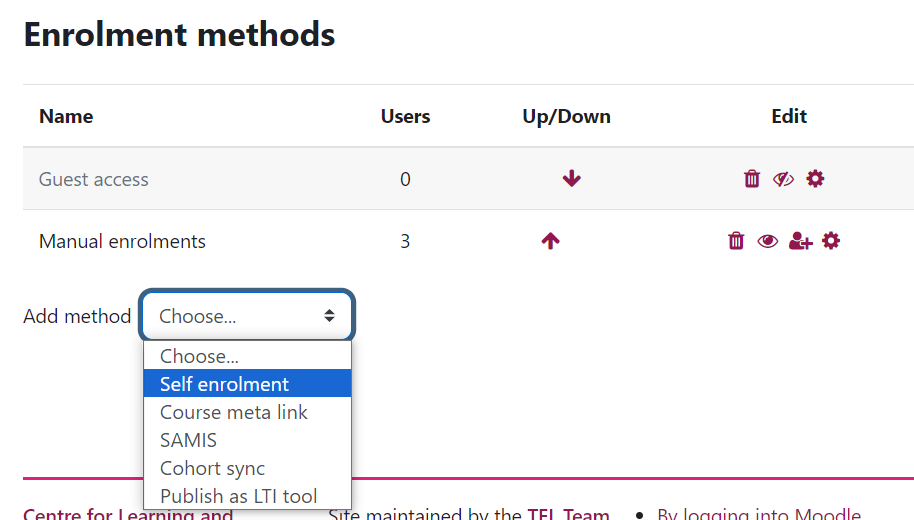 Enrolment methods
Name Users Up/Down Edit
Guest access 0
Manual enrolments 3
Add method Choose...
Choose...
Self enrolment
Course meta link
SAMIS
Cohort sync
Publish as LTI tool
Centre for Learning and Site maintained by the TEL Team • By logging into Moodle